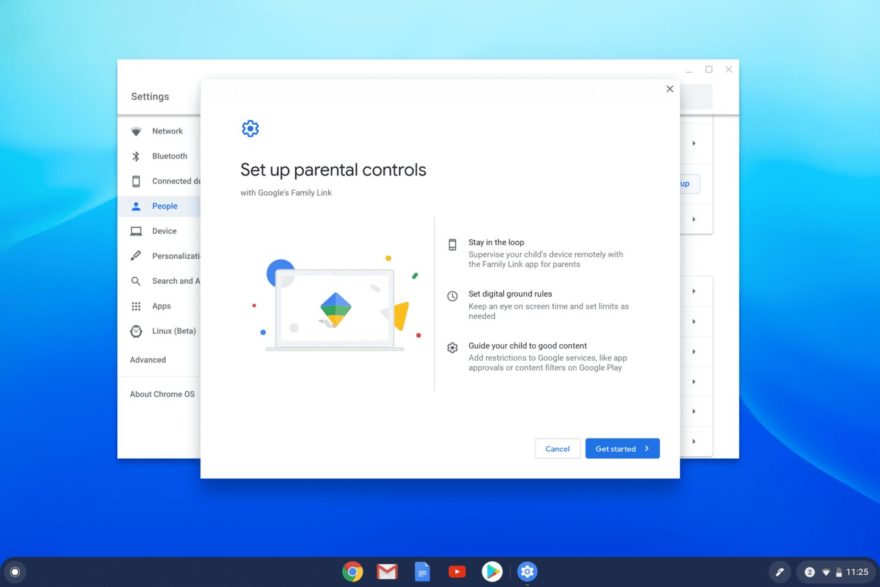 Settings
Network
Bluetooth
Connected de
People
Device
Personalizati
Search and A
Apps
Linux (Beta)
Advanced
About Chrome OS
Set up parental controls
with Google's Family Link
Stay in the loop
Supervise your child's device remotely with
the Family Link app for parents
Set digital ground rules
Keep an eye on screen time and set limits as
needed
Guide your child to good content
Add restrictions to Google services, like app
approvals or content filters on Google Play
Cancel
Get started
up
2
11:25